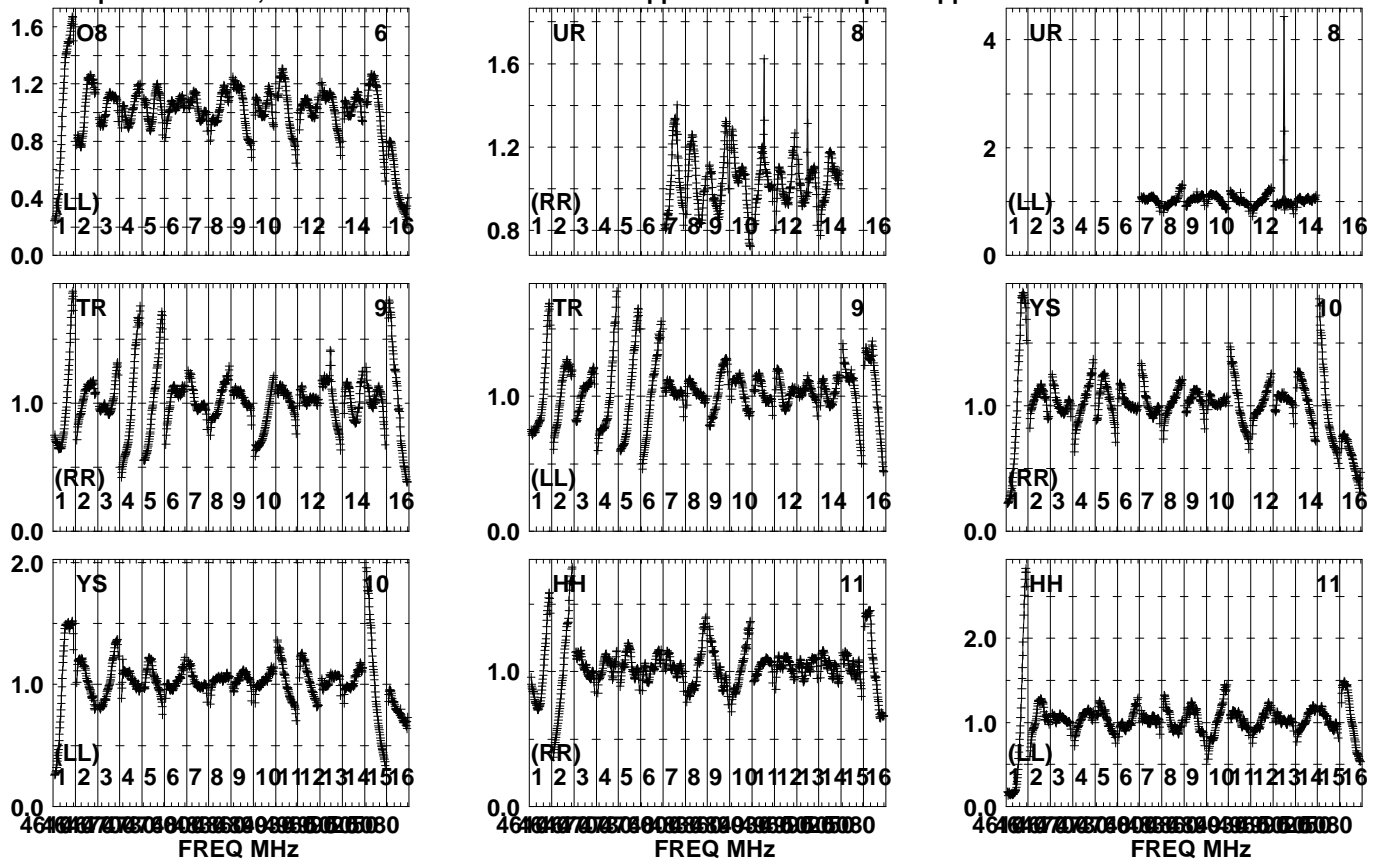 1.6 O8 6
1.2
0.8
0.4 (LL)
1 2 3 4 5 6 7 8 9 10 12 14 16
0.0
UR 8
1.6
1.2
(RR)
1 2 3 4 5 6 7 8 9 10 12 14 16
0.8
4 UR 8
2
1 (LL)
1 2 3 4 5 6 7 8 9 10 12 14 16
0
TR 9
1.0
(RR)
1 2 3 4 5 6 7 8 9 10 12 14 16
0.0
TR 9
1.0
(LL)
1 2 3 4 5 6 7 8 9 10 12 14 16
0.0
YS 10
1.0
(RR)
1 2 3 4 5 6 7 8 9 10 12 14 16
0.0
2.0 YS 10
1.0
(LL)
1 2 3 4 5 6 7 8 9 10 11 12 13 15 16
0.0
FREQ MHz
HH 11
1.0
(RR)
1 2 3 4 5 6 7 8 9 10 11 12 13 14 15 16
0.0
FREQ MHz
HH 11
2.0
1.0
(LL)
1 2 3 4 5 6 7 8 9 10 11 12 13 14 15 16
0.0
FREQ MHz